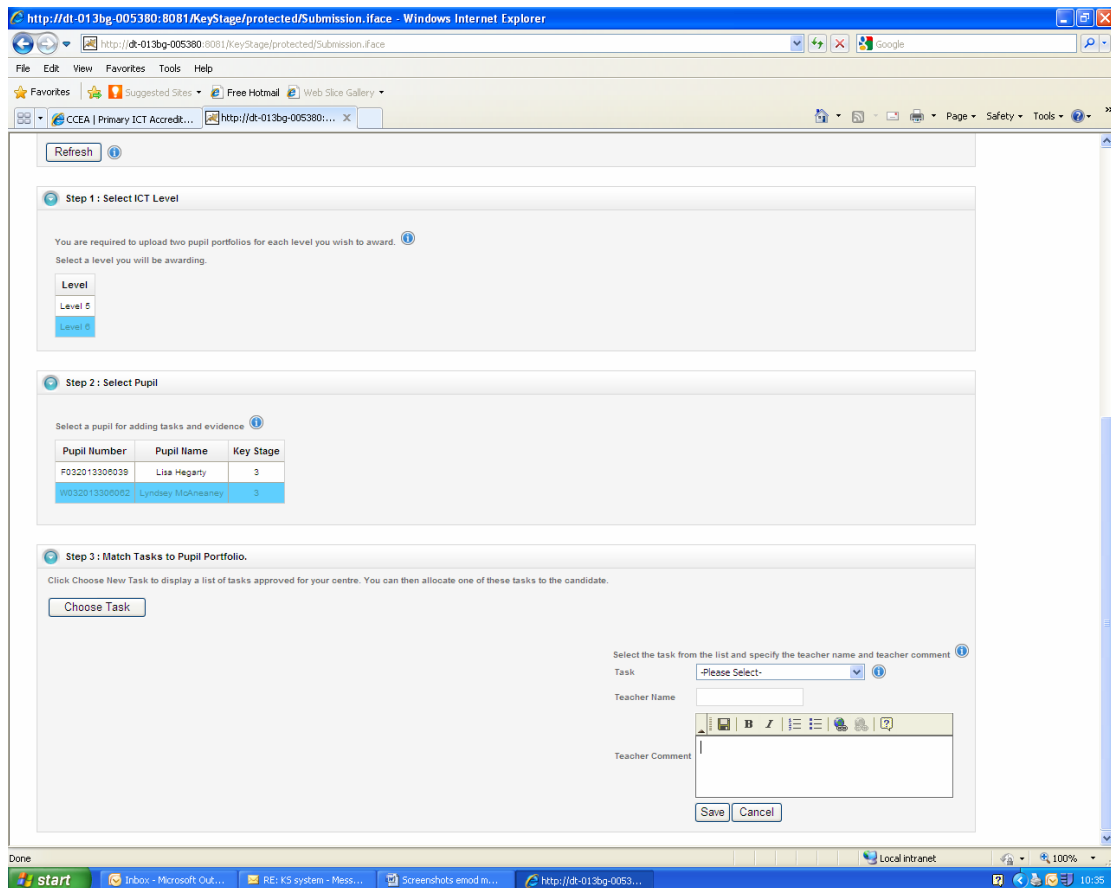 http://dt-013bg-005380:8081/KeyStage/protected/Submission.iface - Windows Internet Explorer
http://dt-013bg-005380:8081/KeyStage/protected/Submission.iface
Google
File Edit View Favorites Tools Help
Favorites Suggested Sites Free Hotmail Web Slice Gallery
CCEA | Primary ICT Accredit... http://dt-013bg-005380:... X Page Safety Tools
Refresh
Step 1 : Select ICT Level
You are required to upload two pupil portfolios for each level you wish to award.
Select a level you will be awarding.
Level
Level 5
Level 6
Step 2 : Select Pupil
Select a pupil for adding tasks and evidence
Pupil Number Pupil Name Key Stage
F032013306039 Lisa Hegarty 3
W032013306062 Lyndsey McAneaney 3
Step 3 : Match Tasks to Pupil Portfolio.
Click Choose New Task to display a list of tasks approved for your centre. You can then allocate one of these tasks to the candidate.
Choose Task
Select the task from the list and specify the teacher name and teacher comment
Task -Please Select-
Teacher Name
B I
Teacher Comment
Save Cancel
Done Local intranet 100%
start Inbox - Microsoft Out... RE: KS system - Mess... Screenshots emod m... http://dt-013bg-0053... 10:35